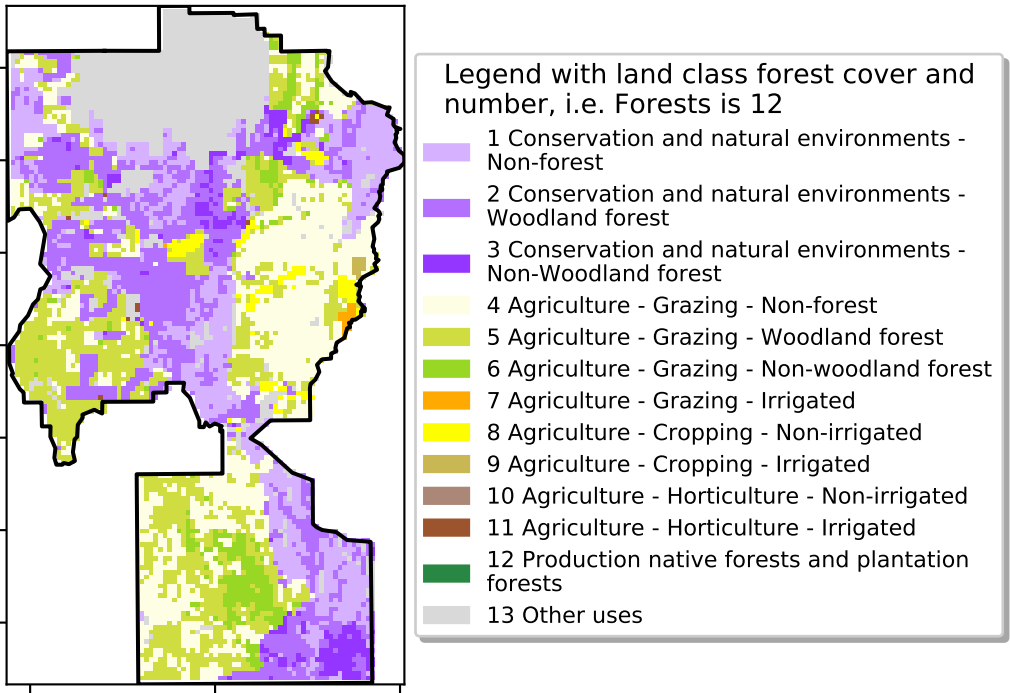 Legend with land class forest cover and
number, i.e. Forests is 12
1 Conservation and natural environments -
Non-forest
2 Conservation and natural environments -
Woodland forest
3 Conservation and natural environments -
Non-Woodland forest
4 Agriculture - Grazing - Non-forest
5 Agriculture - Grazing - Woodland forest
6 Agriculture - Grazing - Non-woodland forest
7 Agriculture - Grazing - Irrigated
8 Agriculture - Cropping - Non-irrigated
9 Agriculture - Cropping - Irrigated
10 Agriculture - Horticulture - Non-irrigated
11 Agriculture - Horticulture - Irrigated
12 Production native forests and plantation
forests
13 Other uses